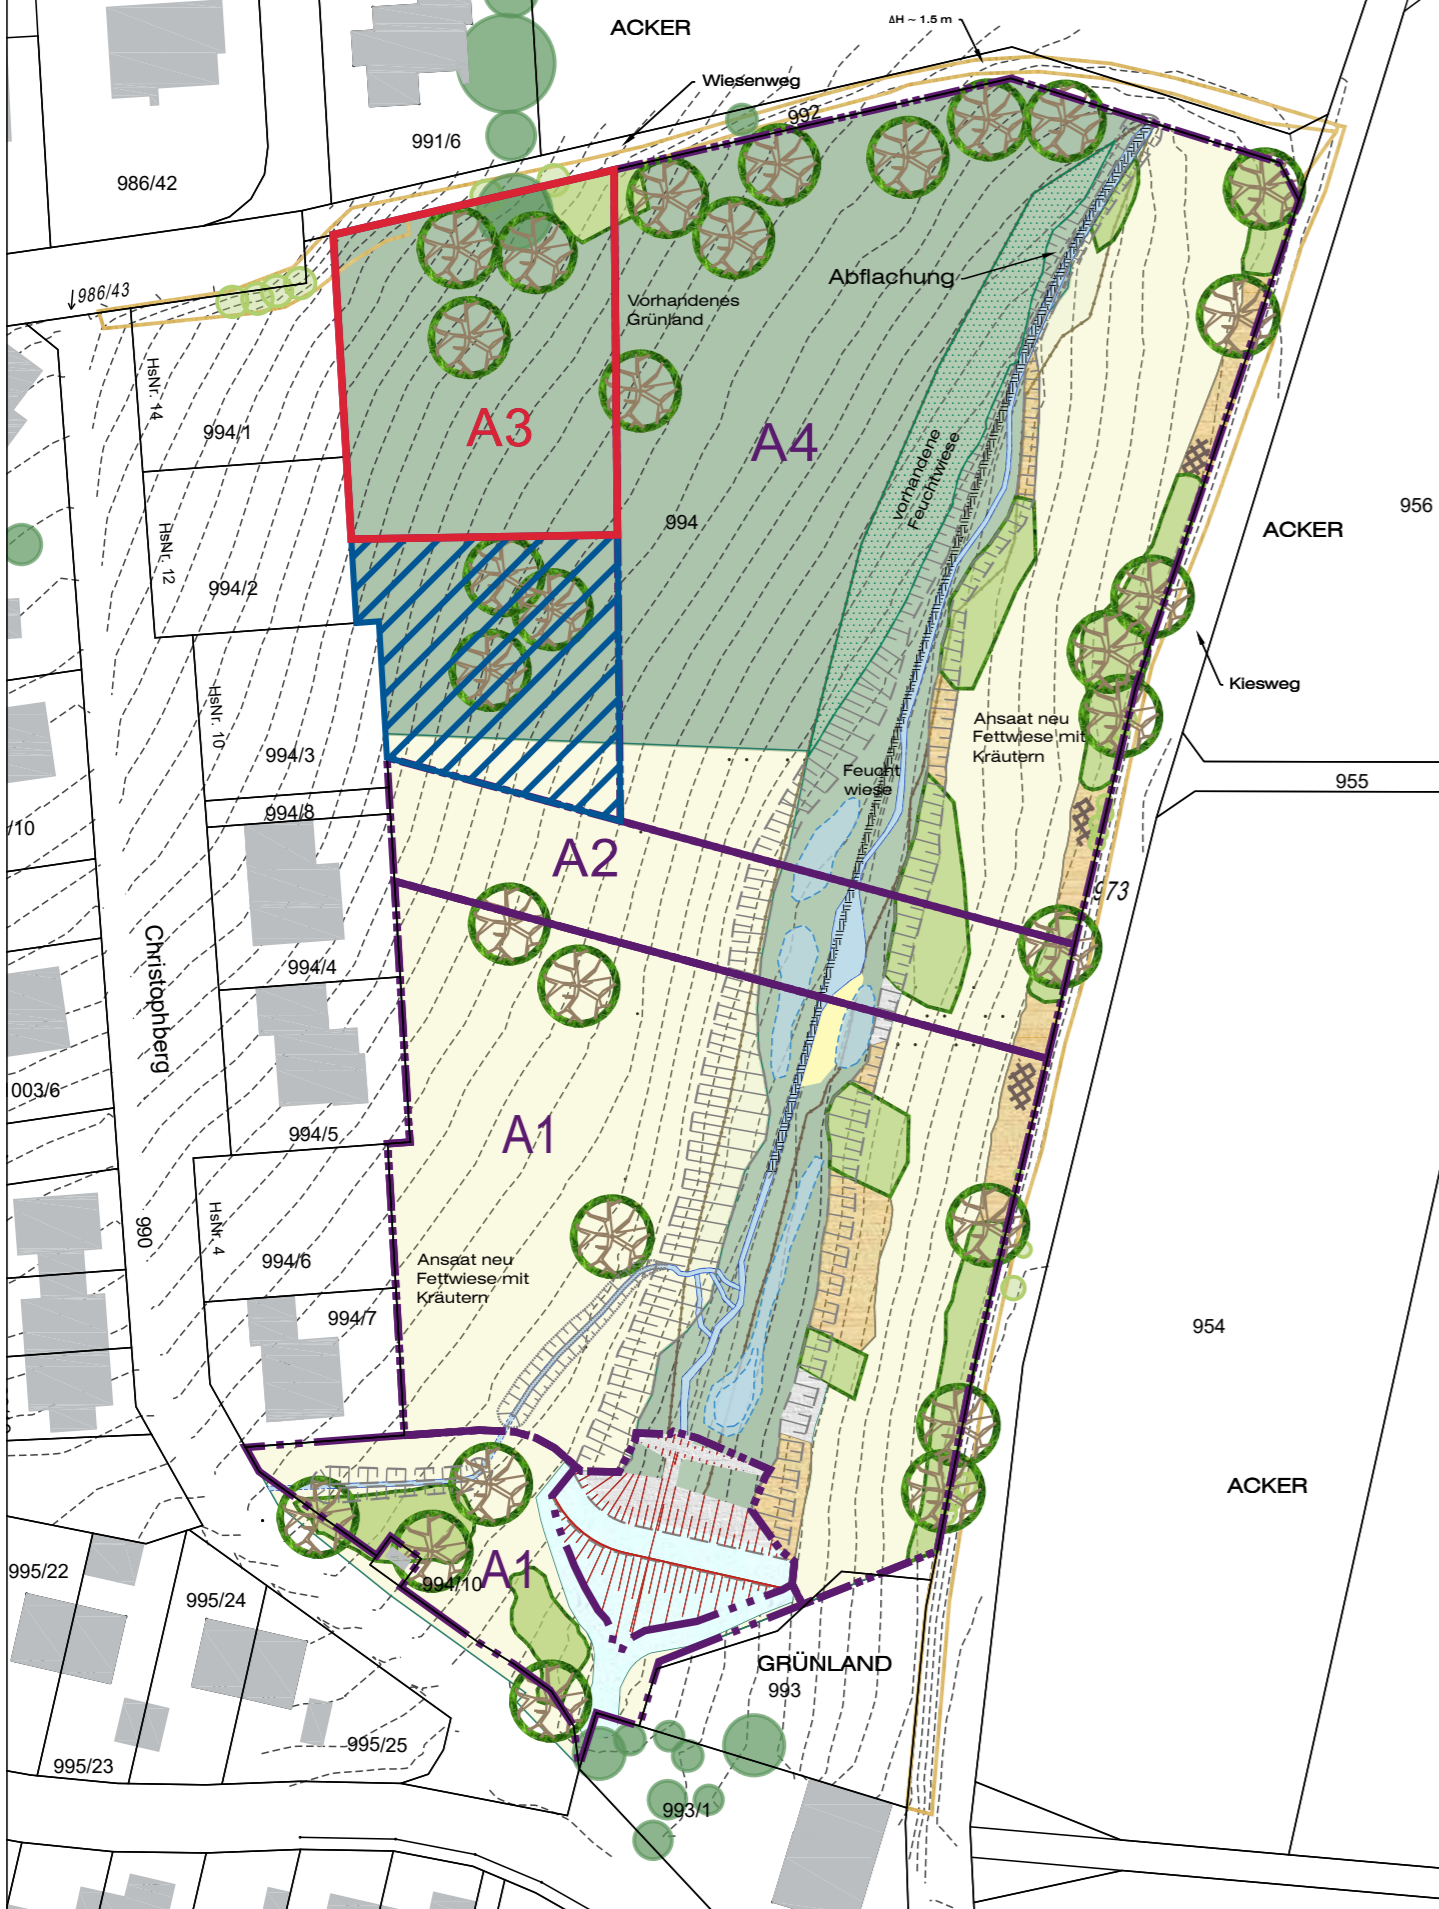 ACKER
ΔH ~ 1.5 m
Wiesenweg
992
991/6
986/42
986/43
Vorhandenes
Grünland
Abflachung
HsNr. 14
994/1
A3
A4
vorhandene
Feuchtwiese
956
ACKER
994
HsNr. 12
994/2
Kiesweg
HsNr. 10
994/3
Ansaat neu
Fettwiese mit
Kräutern
Feucht
wiese
955
994/8
/10
A2
973
Christophberg
994/4
003/6
994/5
A1
990
HsNr. 4
994/6
Ansaat neu
Fettwiese mit
Kräutern
994/7
954
ACKER
995/22
994/10
A1
995/24
GRÜNLAND
993
995/25
995/23
993/1